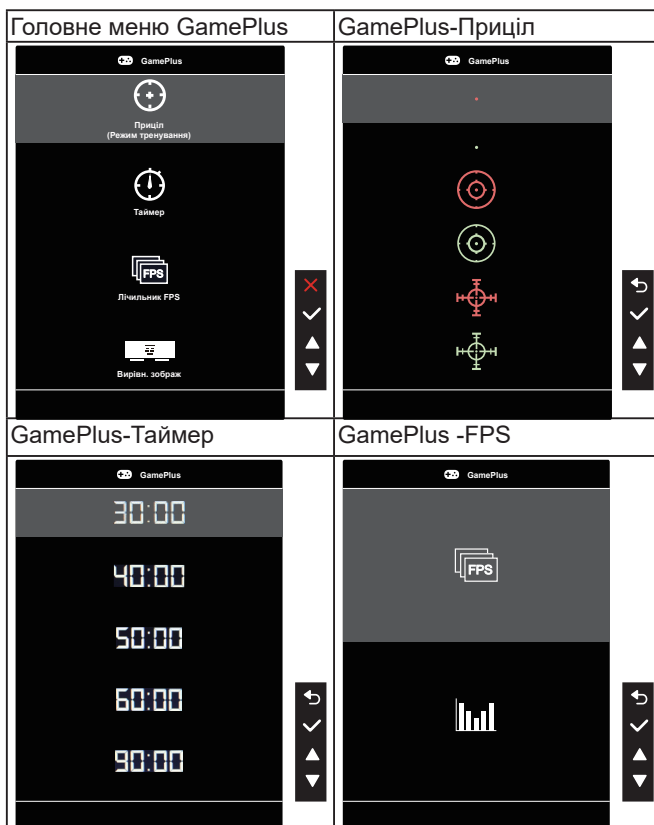 Головне меню GamePlus
GamePlus
Приціл
(Режим тренування)
Таймер
FPS
Лічильник FPS
Вирівн. зображ
GamePlus-Приціл
GamePlus
GamePlus-Таймер
GamePlus
30:00
40:00
50:00
60:00
90:00
GamePlus -FPS
GamePlus
FPS